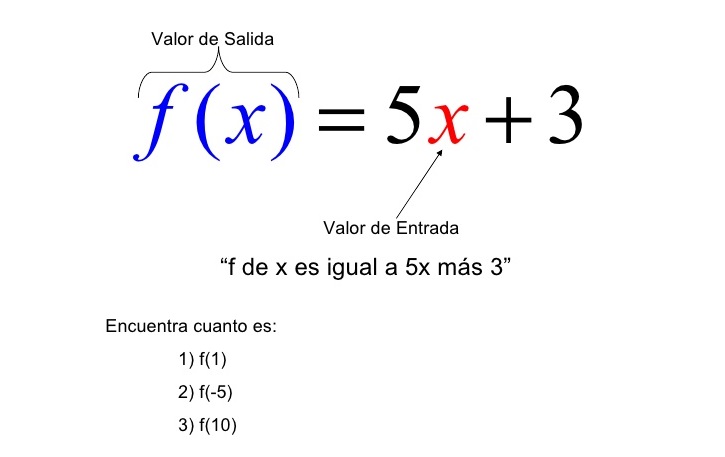 Valor de Salida
f(x) = 5x + 3
Valor de Entrada
“f de x es igual a 5x más 3”
Encuentra cuanto es:
1) f(1)
2) f(-5)
3) f(10)